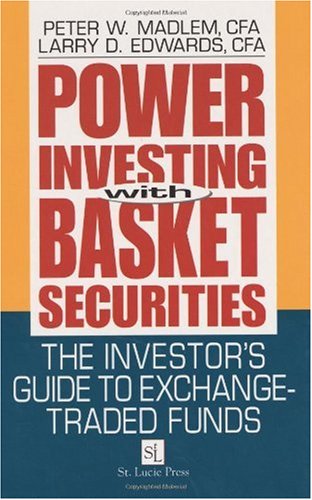 PETER W. MADLEM, CFA
LARRY D. EDWARDS, CFA
POWER
INVESTING
with
BASKET
SECURITIES
THE INVESTOR'S
GUIDE TO EXCHANGE-
TRADED FUNDS
SL
St. Lucie Press